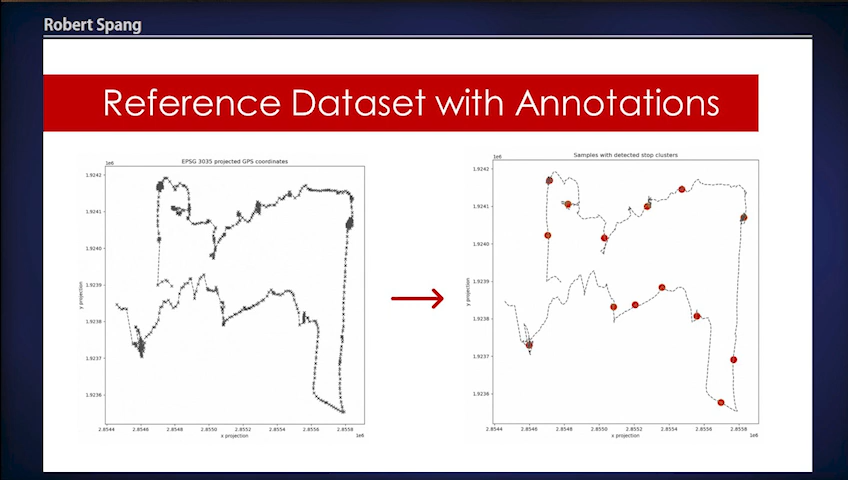 Robert Spang
Reference Dataset with Annotations
EPSG 3035 projected GPS coordinates
1e6
1.9242
1.9241
1.9240
1.9239
1.9238
1.9237
1.9236
y projection
2.8544 2.8546 2.8548 2.8550 2.8552 2.8554 2.8556 2.8558
x projection
1e6
Samples with detected stop clusters
1e6
1.9242
1.9241
1.9240
1.9239
1.9238
1.9237
1.9236
y projection
2.8544 2.8546 2.8548 2.8550 2.8552 2.8554 2.8556 2.8558
x projection
1e6